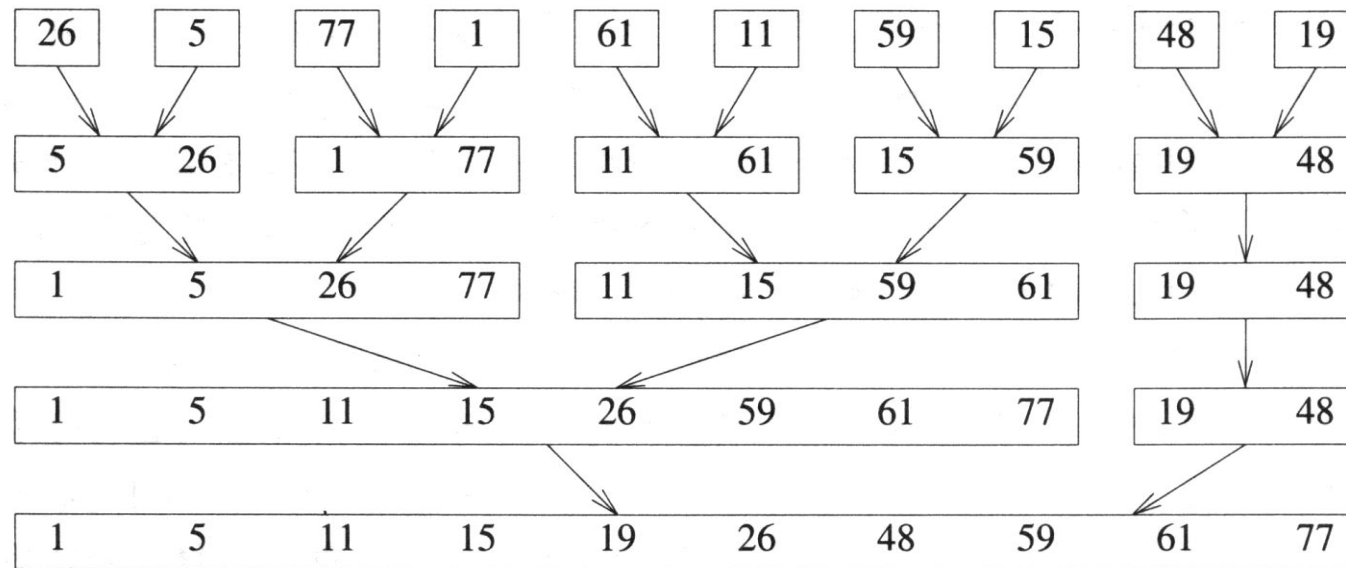 26 5 77 1 61 11 59 15 48 19
5 26 1 77 11 61 15 59 19 48
1 5 26 77 11 15 59 61 19 48
1 5 11 15 26 59 61 77 19 48
1 5 11 15 19 26 48 59 61 77